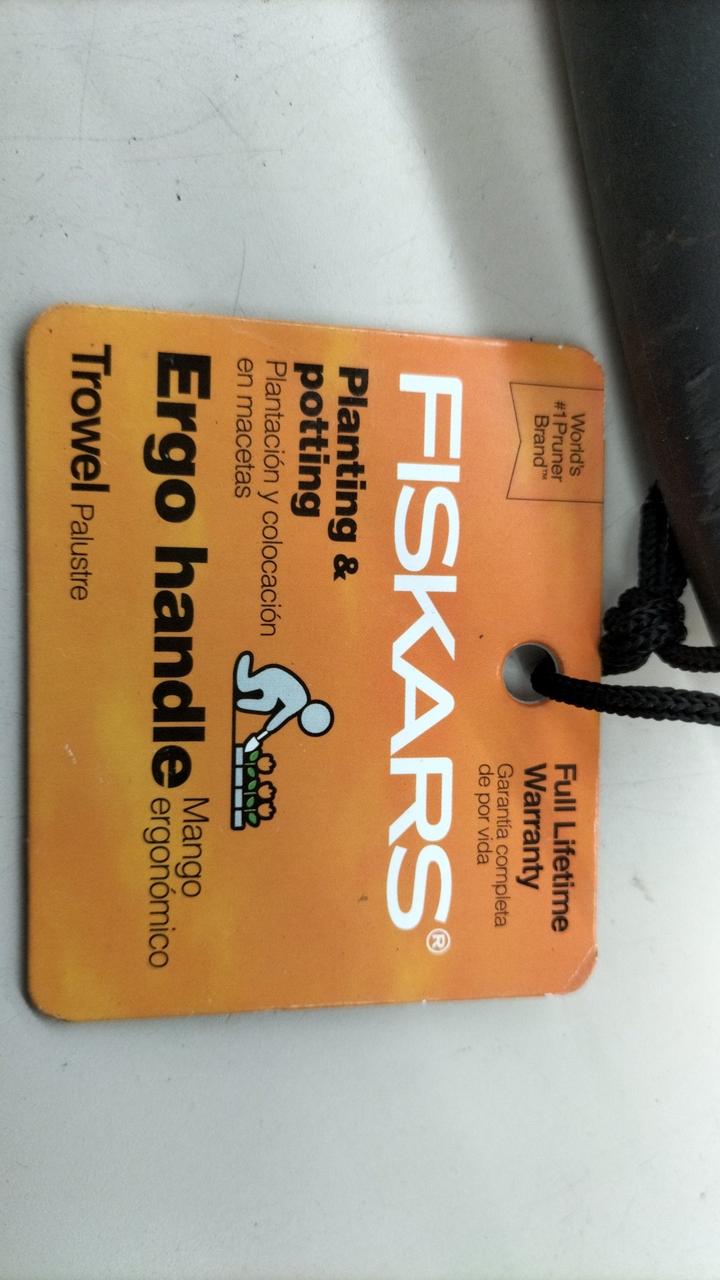 World's
#1 Pruner
Brand™
Full Lifetime
Warranty
Garantía completa
de por vida
FISKARS®
Planting &
potting
Plantación y colocación
en macetas
Ergo handle Mango
ergonómico
Trowel Palustre